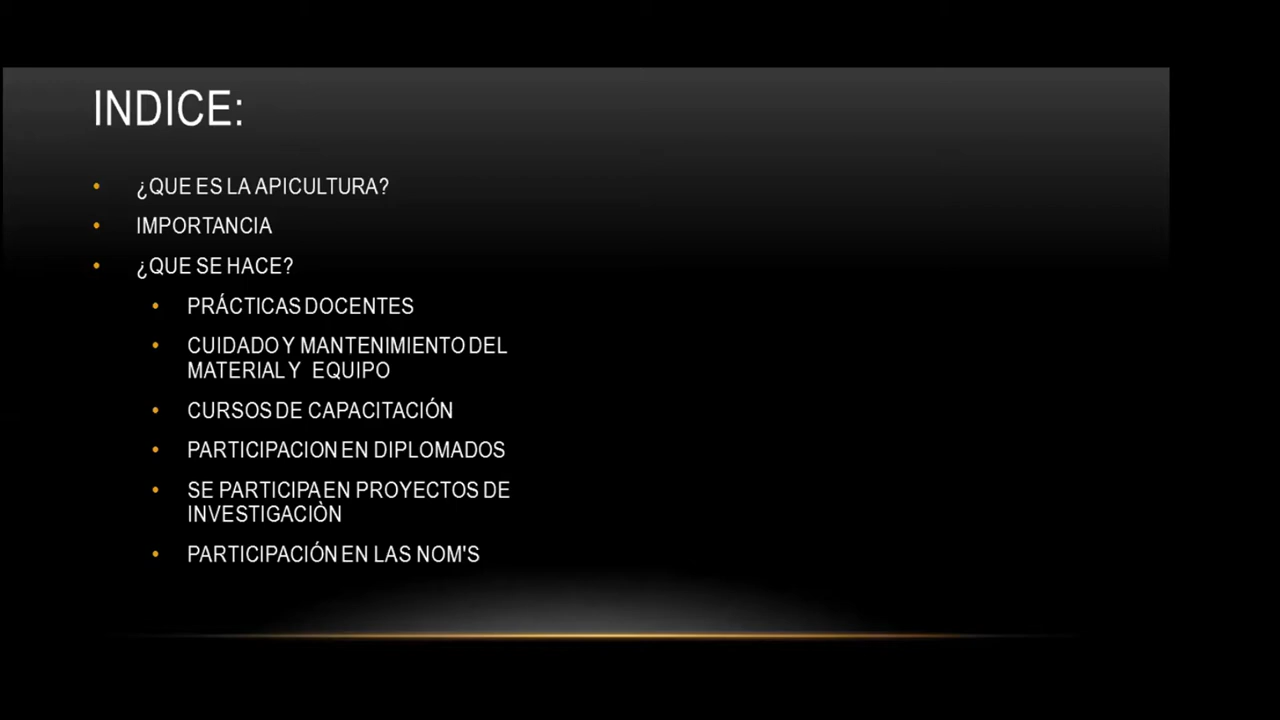 INDICE:
¿QUE ES LA APICULTURA?
IMPORTANCIA
¿QUE SE HACE?
PRÁCTICAS DOCENTES
CUIDADO Y MANTENIMIENTO DEL
MATERIAL Y EQUIPO
CURSOS DE CAPACITACIÓN
PARTICIPACION EN DIPLOMADOS
SE PARTICIPA EN PROYECTOS DE
INVESTIGACIÒN
PARTICIPACIÓN EN LAS NOM'S